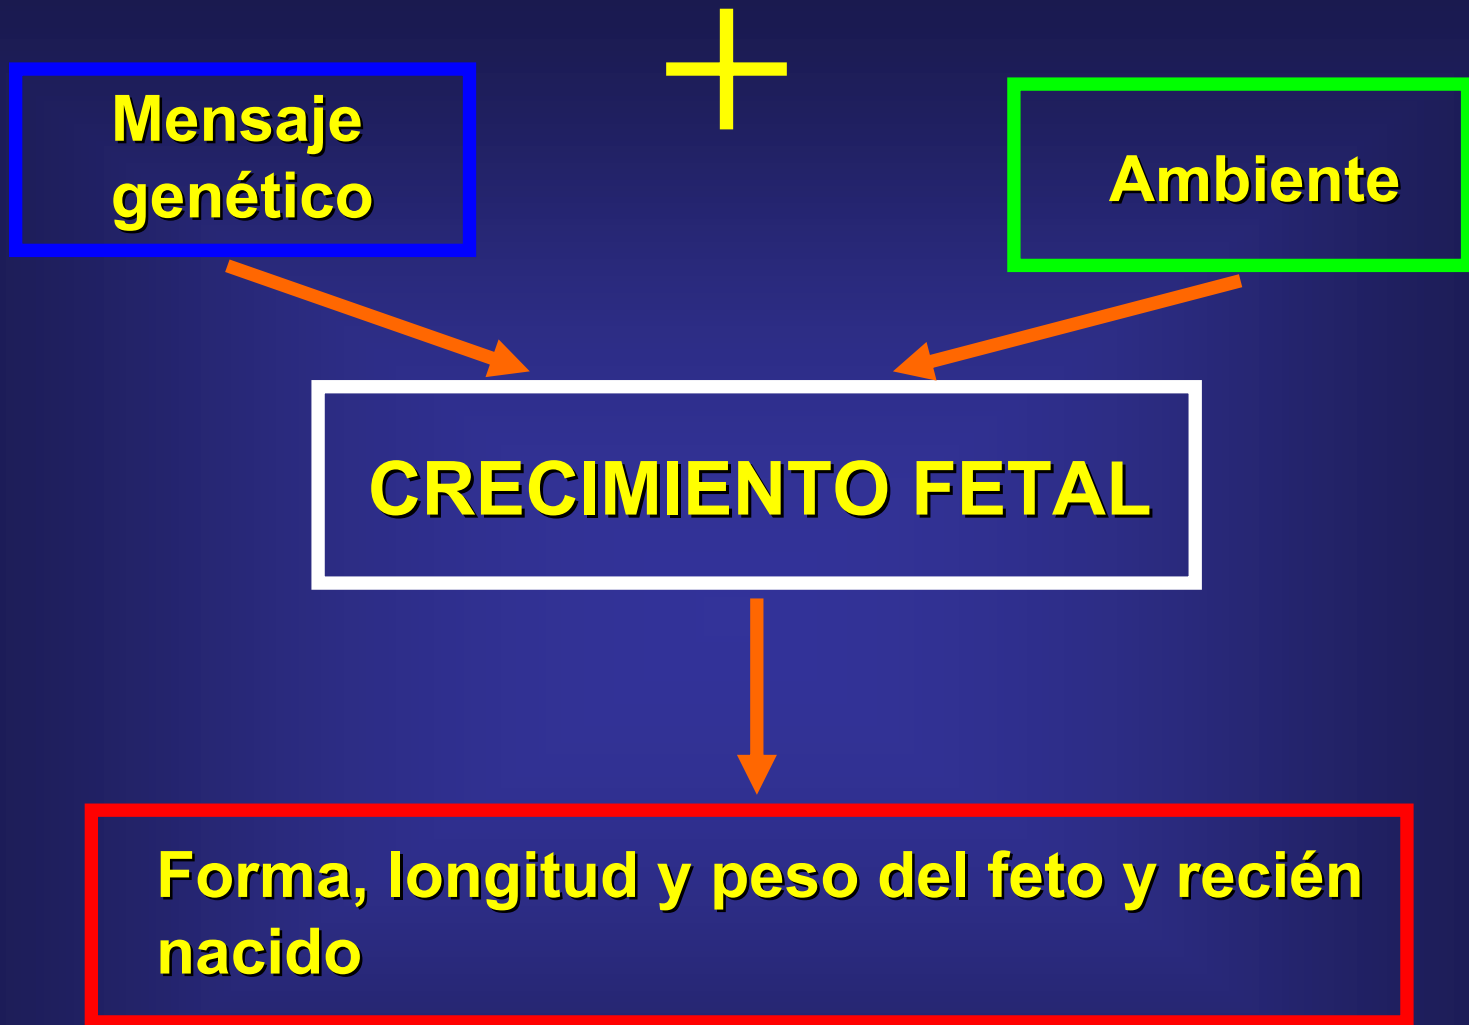 +
Mensaje
genético
Ambiente
CRECIMIENTO FETAL
Forma, longitud y peso del feto y recién
nacido